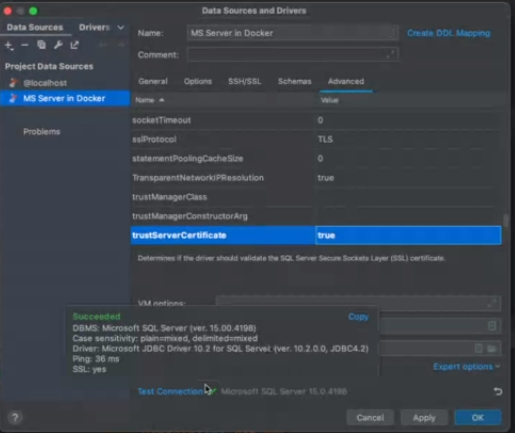 Data Sources and Drivers
Data Sources Drivers
Name: MS Server in Docker Create DDL Mapping
Comment:
Project Data Sources
@localhost
MS Server in Docker
Problems
General Options SSH/SSL Schemas Advanced
Name Value
socketTimeout 0
sslProtocol TLS
statementPoolingCacheSize 0
TransparentNetworkIPResolution true
trustManagerClass
trustManagerConstructorArg
trustServerCertificate true
Determines if the driver should validate the SQL Server Secure Sockets Layer (SSL) certificate.
VM options:
Succeeded Copy
DBMS: Microsoft SQL Server (ver. 15.00.4198)
Case sensitivity: plain=mixed, delimited=mixed
Driver: Microsoft JDBC Driver 10.2 for SQL Server (ver. 10.2.0.0, JDBC4.2)
Ping: 36 ms
SSL: yes
Expert options
Test Connection Microsoft SQL Server 15.0.4198
? Cancel Apply OK